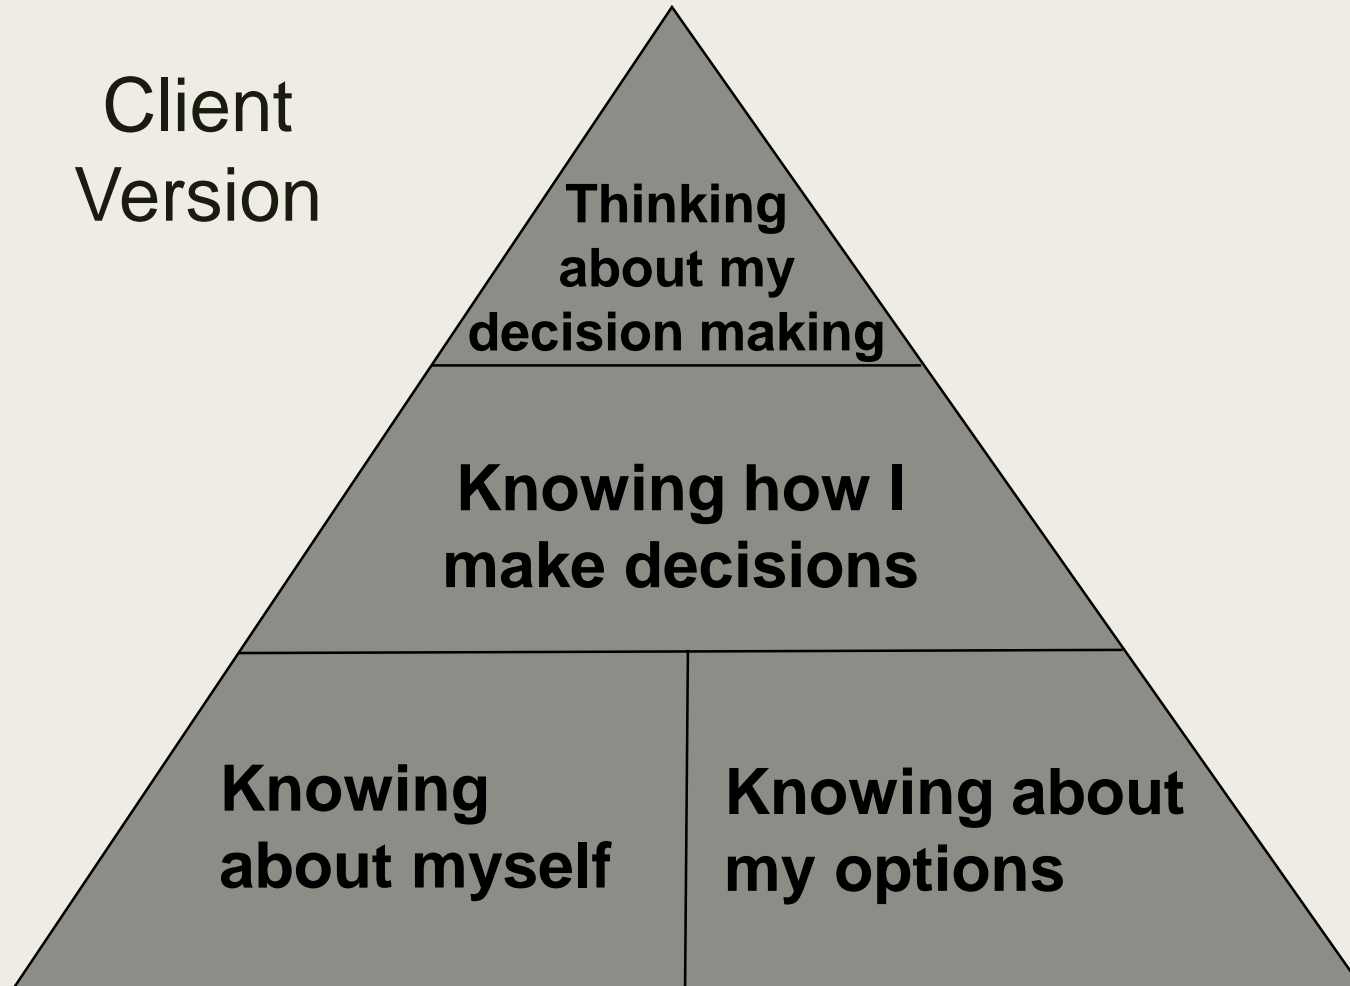 Client
Version
Thinking
about my
decision making
Knowing how I
make decisions
Knowing
about myself
Knowing about
my options